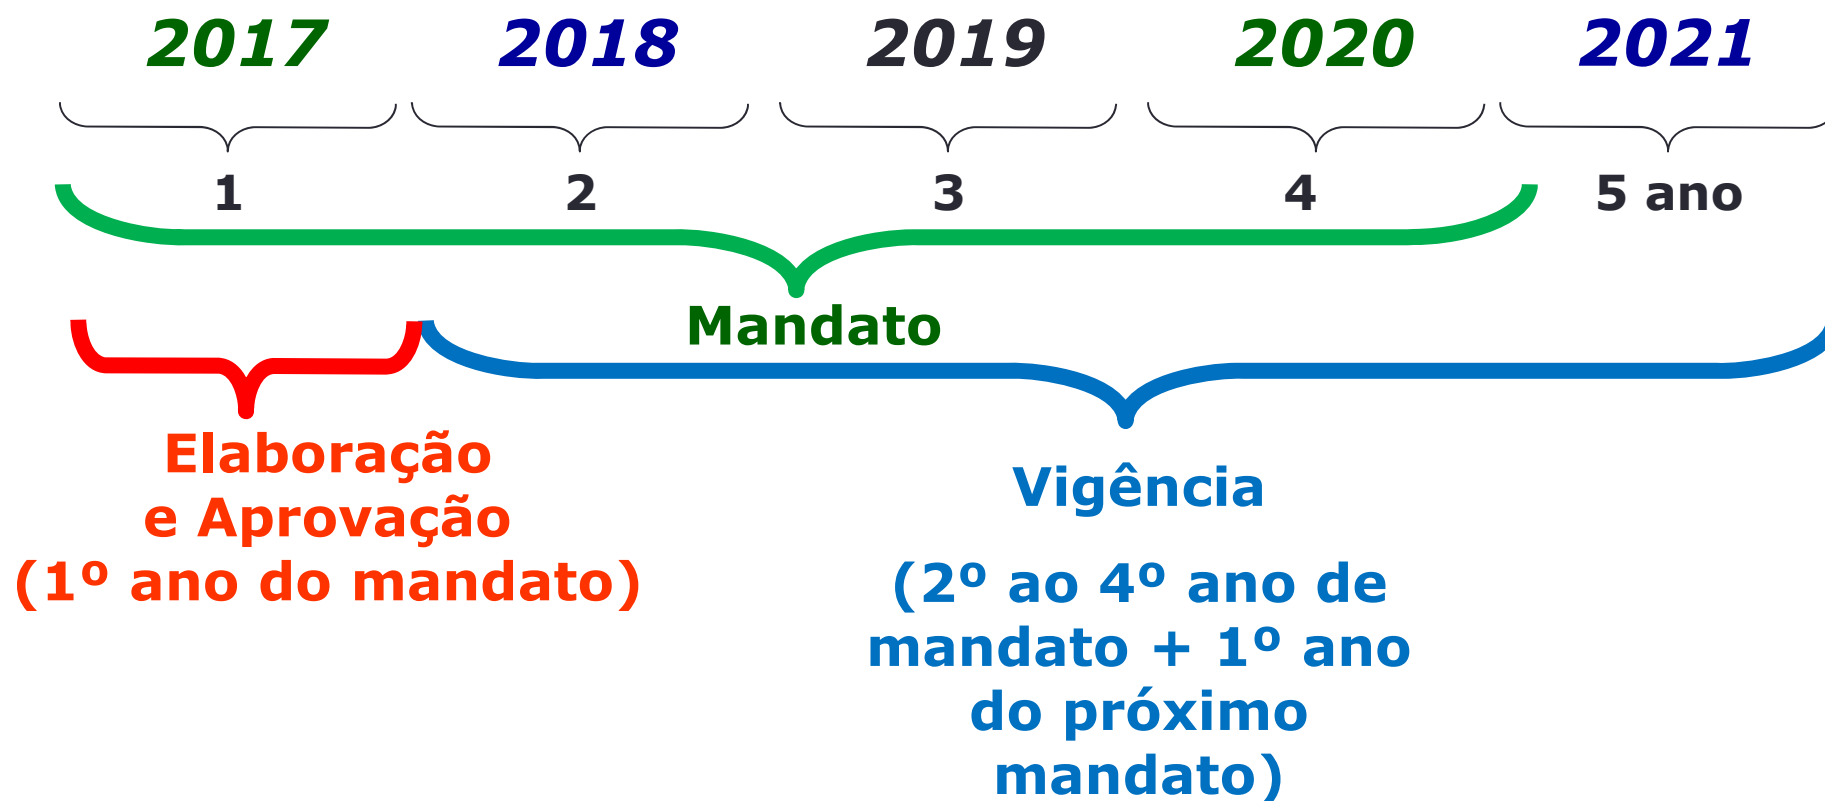 2017 2018 2019 2020 2021
1 2 3 4 5 ano
Mandato
Elaboração
e Aprovação
(1º ano do mandato)
Vigência
(2º ao 4º ano de
mandato + 1º ano
do próximo
mandato)